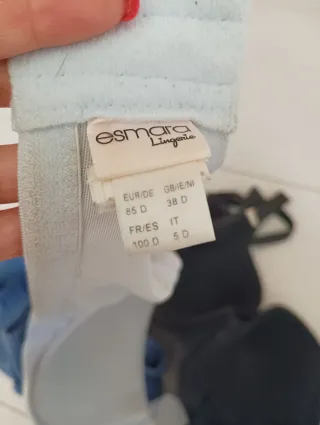 esmara
Lingerie
EUR/DE GB/IE/NI
85 D 38 D
FR/ES IT
100 D 5 D